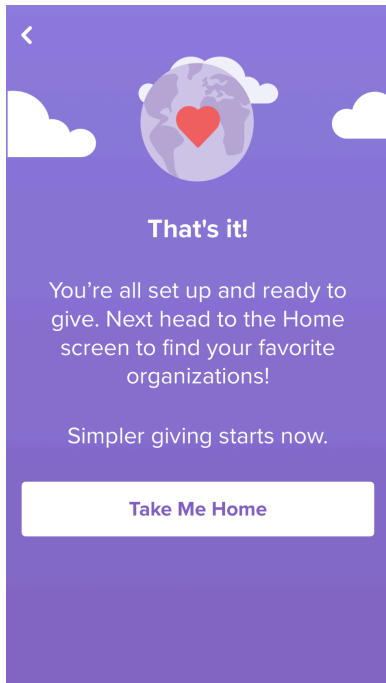 That's it!
You’re all set up and ready to
give. Next head to the Home
screen to find your favorite
organizations!
Simpler giving starts now.
Take Me Home